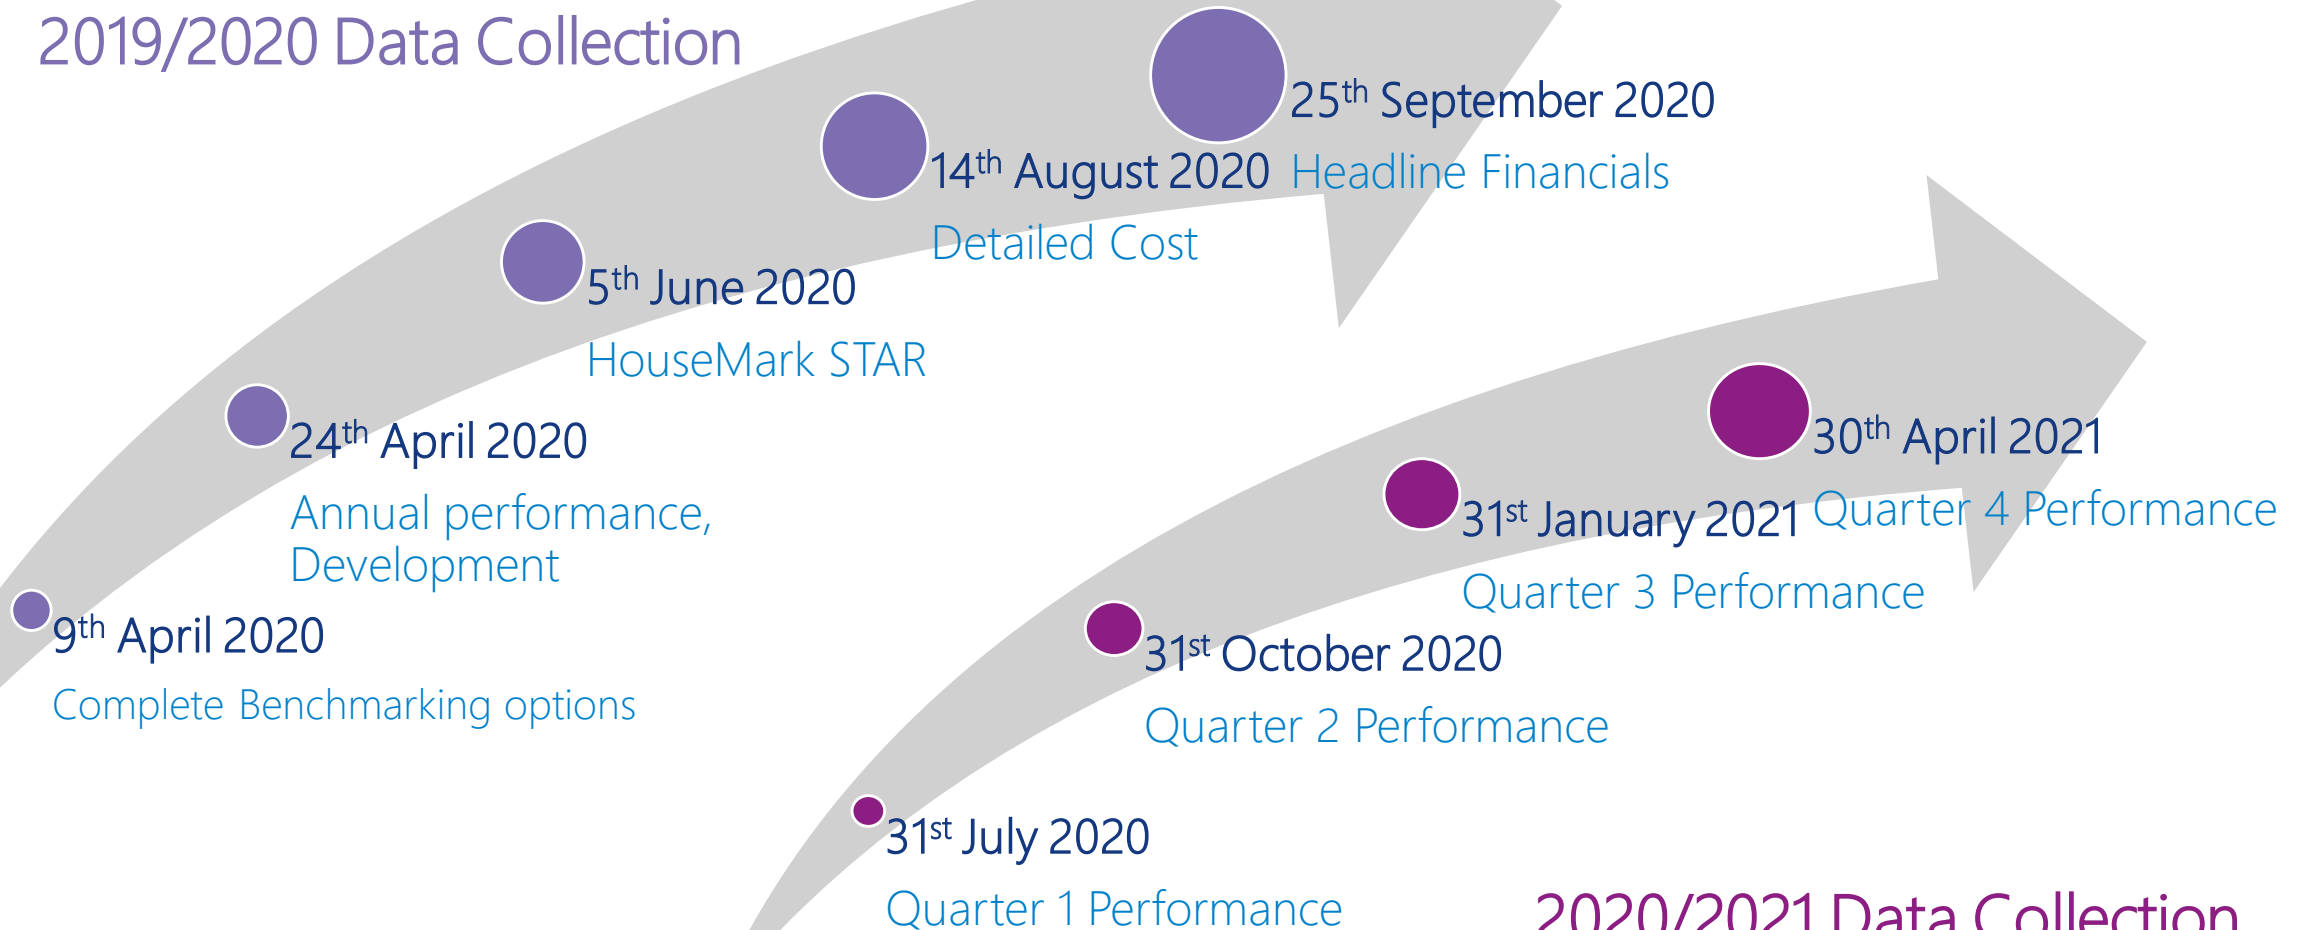 2019/2020 Data Collection
25th September 2020
Headline Financials
14th August 2020
Detailed Cost
5th June 2020
HouseMark STAR
24th April 2020
Annual performance,
Development
9th April 2020
Complete Benchmarking options
30th April 2021
Quarter 4 Performance
31st January 2021
Quarter 3 Performance
31st October 2020
Quarter 2 Performance
31st July 2020
Quarter 1 Performance
2020/2021 Data Collection